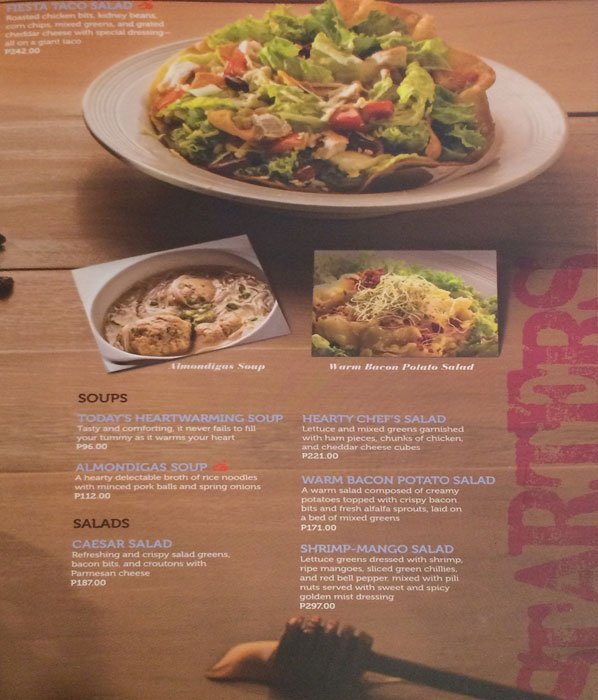 FIESTA TACO SALAD
Roasted chicken bits, kidney beans,
corn chips, mixed greens, and grated
cheddar cheese with special dressing—
all on a giant taco
P242.00
Almondigas Soup
Warm Bacon Potato Salad
SOUPS
TODAY'S HEARTWARMING SOUP
Tasty and comforting, it never fails to fill
your tummy as it warms your heart
P96.00
ALMONDIGAS SOUP
A hearty delectable broth of rice noodles
with minced pork balls and spring onions
P112.00
SALADS
CAESAR SALAD
Refreshing and crispy salad greens,
bacon bits, and croutons with
Parmesan cheese
P187.00
HEARTY CHEF'S SALAD
Lettuce and mixed greens garnished
with ham pieces, chunks of chicken,
and cheddar cheese cubes
P221.00
WARM BACON POTATO SALAD
A warm salad composed of creamy
potatoes topped with crispy bacon
bits and fresh alfalfa sprouts, laid on
a bed of mixed greens
P171.00
SHRIMP-MANGO SALAD
Lettuce greens dressed with shrimp,
ripe mangoes, sliced green chillies,
and red bell pepper, mixed with pili
nuts served with sweet and spicy
golden mist dressing
P297.00
STARTERS